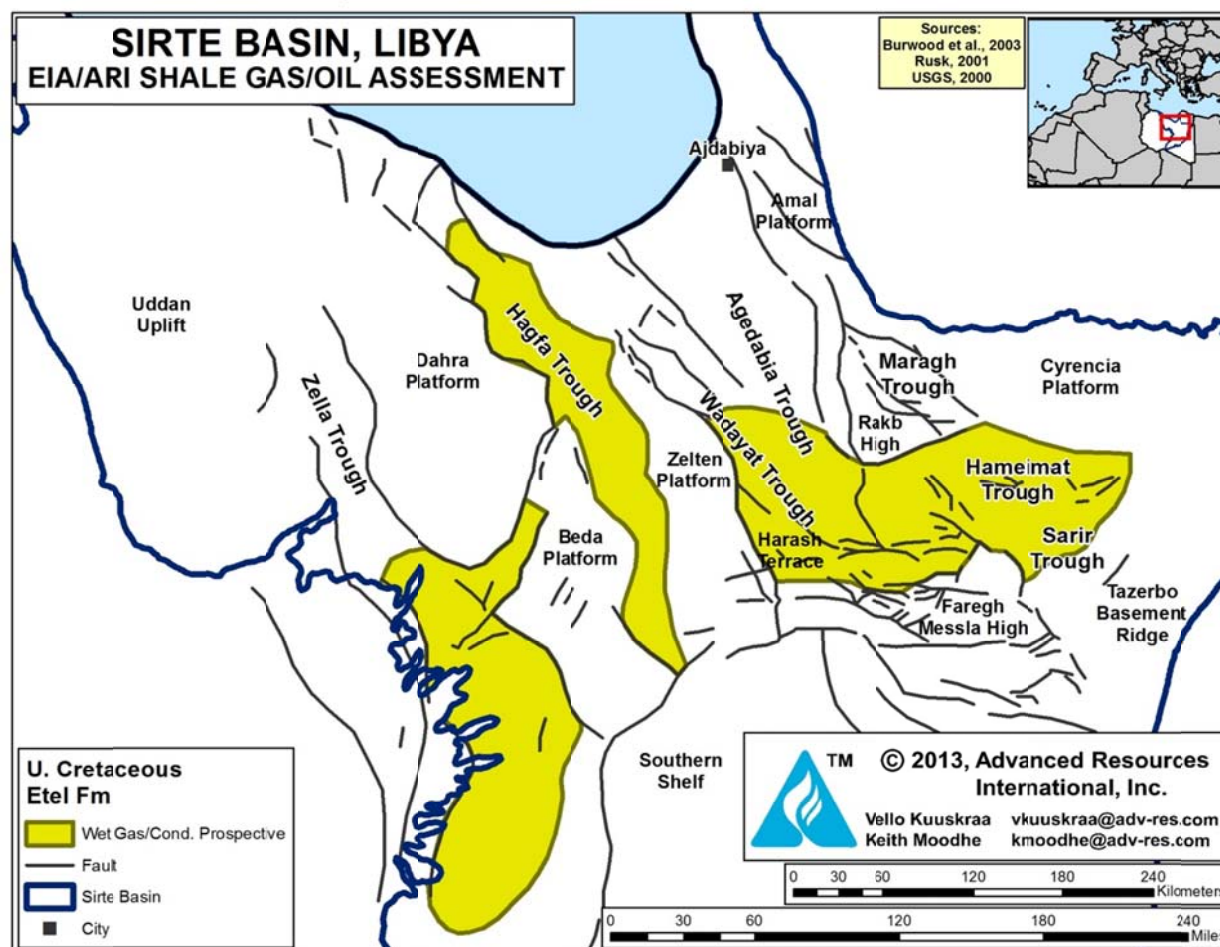 SIRTE BASIN, LIBYA
EIA/ARI SHALE GAS/OIL ASSESSMENT
Sources:
Burwood et al., 2003
Rusk, 2001
USGS, 2000
Ajdabiya
Amal
Platform
Uddan
Uplift
Hagfa Trough
Agedabia Trough
Dahra
Platform
Maragh
Trough
Cyrencia
Platform
Zella Trough
Wadayat Trough
Rakb
High
Zelten
Platform
Hameimat
Trough
Beda
Platform
Harash
Terrace
Sarir
Trough
Faregh
Messla High
Tazerbo
Basement
Ridge
Southern
Shelf
U. Cretaceous
Etel Fm
Wet Gas/Cond. Prospective
Fault
Sirte Basin
City
TM
© 2013, Advanced Resources
International, Inc.
Vello Kuuskraa vkuuskraa@adv-res.com
Keith Moodhe kmoodhe@adv-res.com
0 30 60 120 180 240
Kilometers
0 30 60 120 180 240
Miles